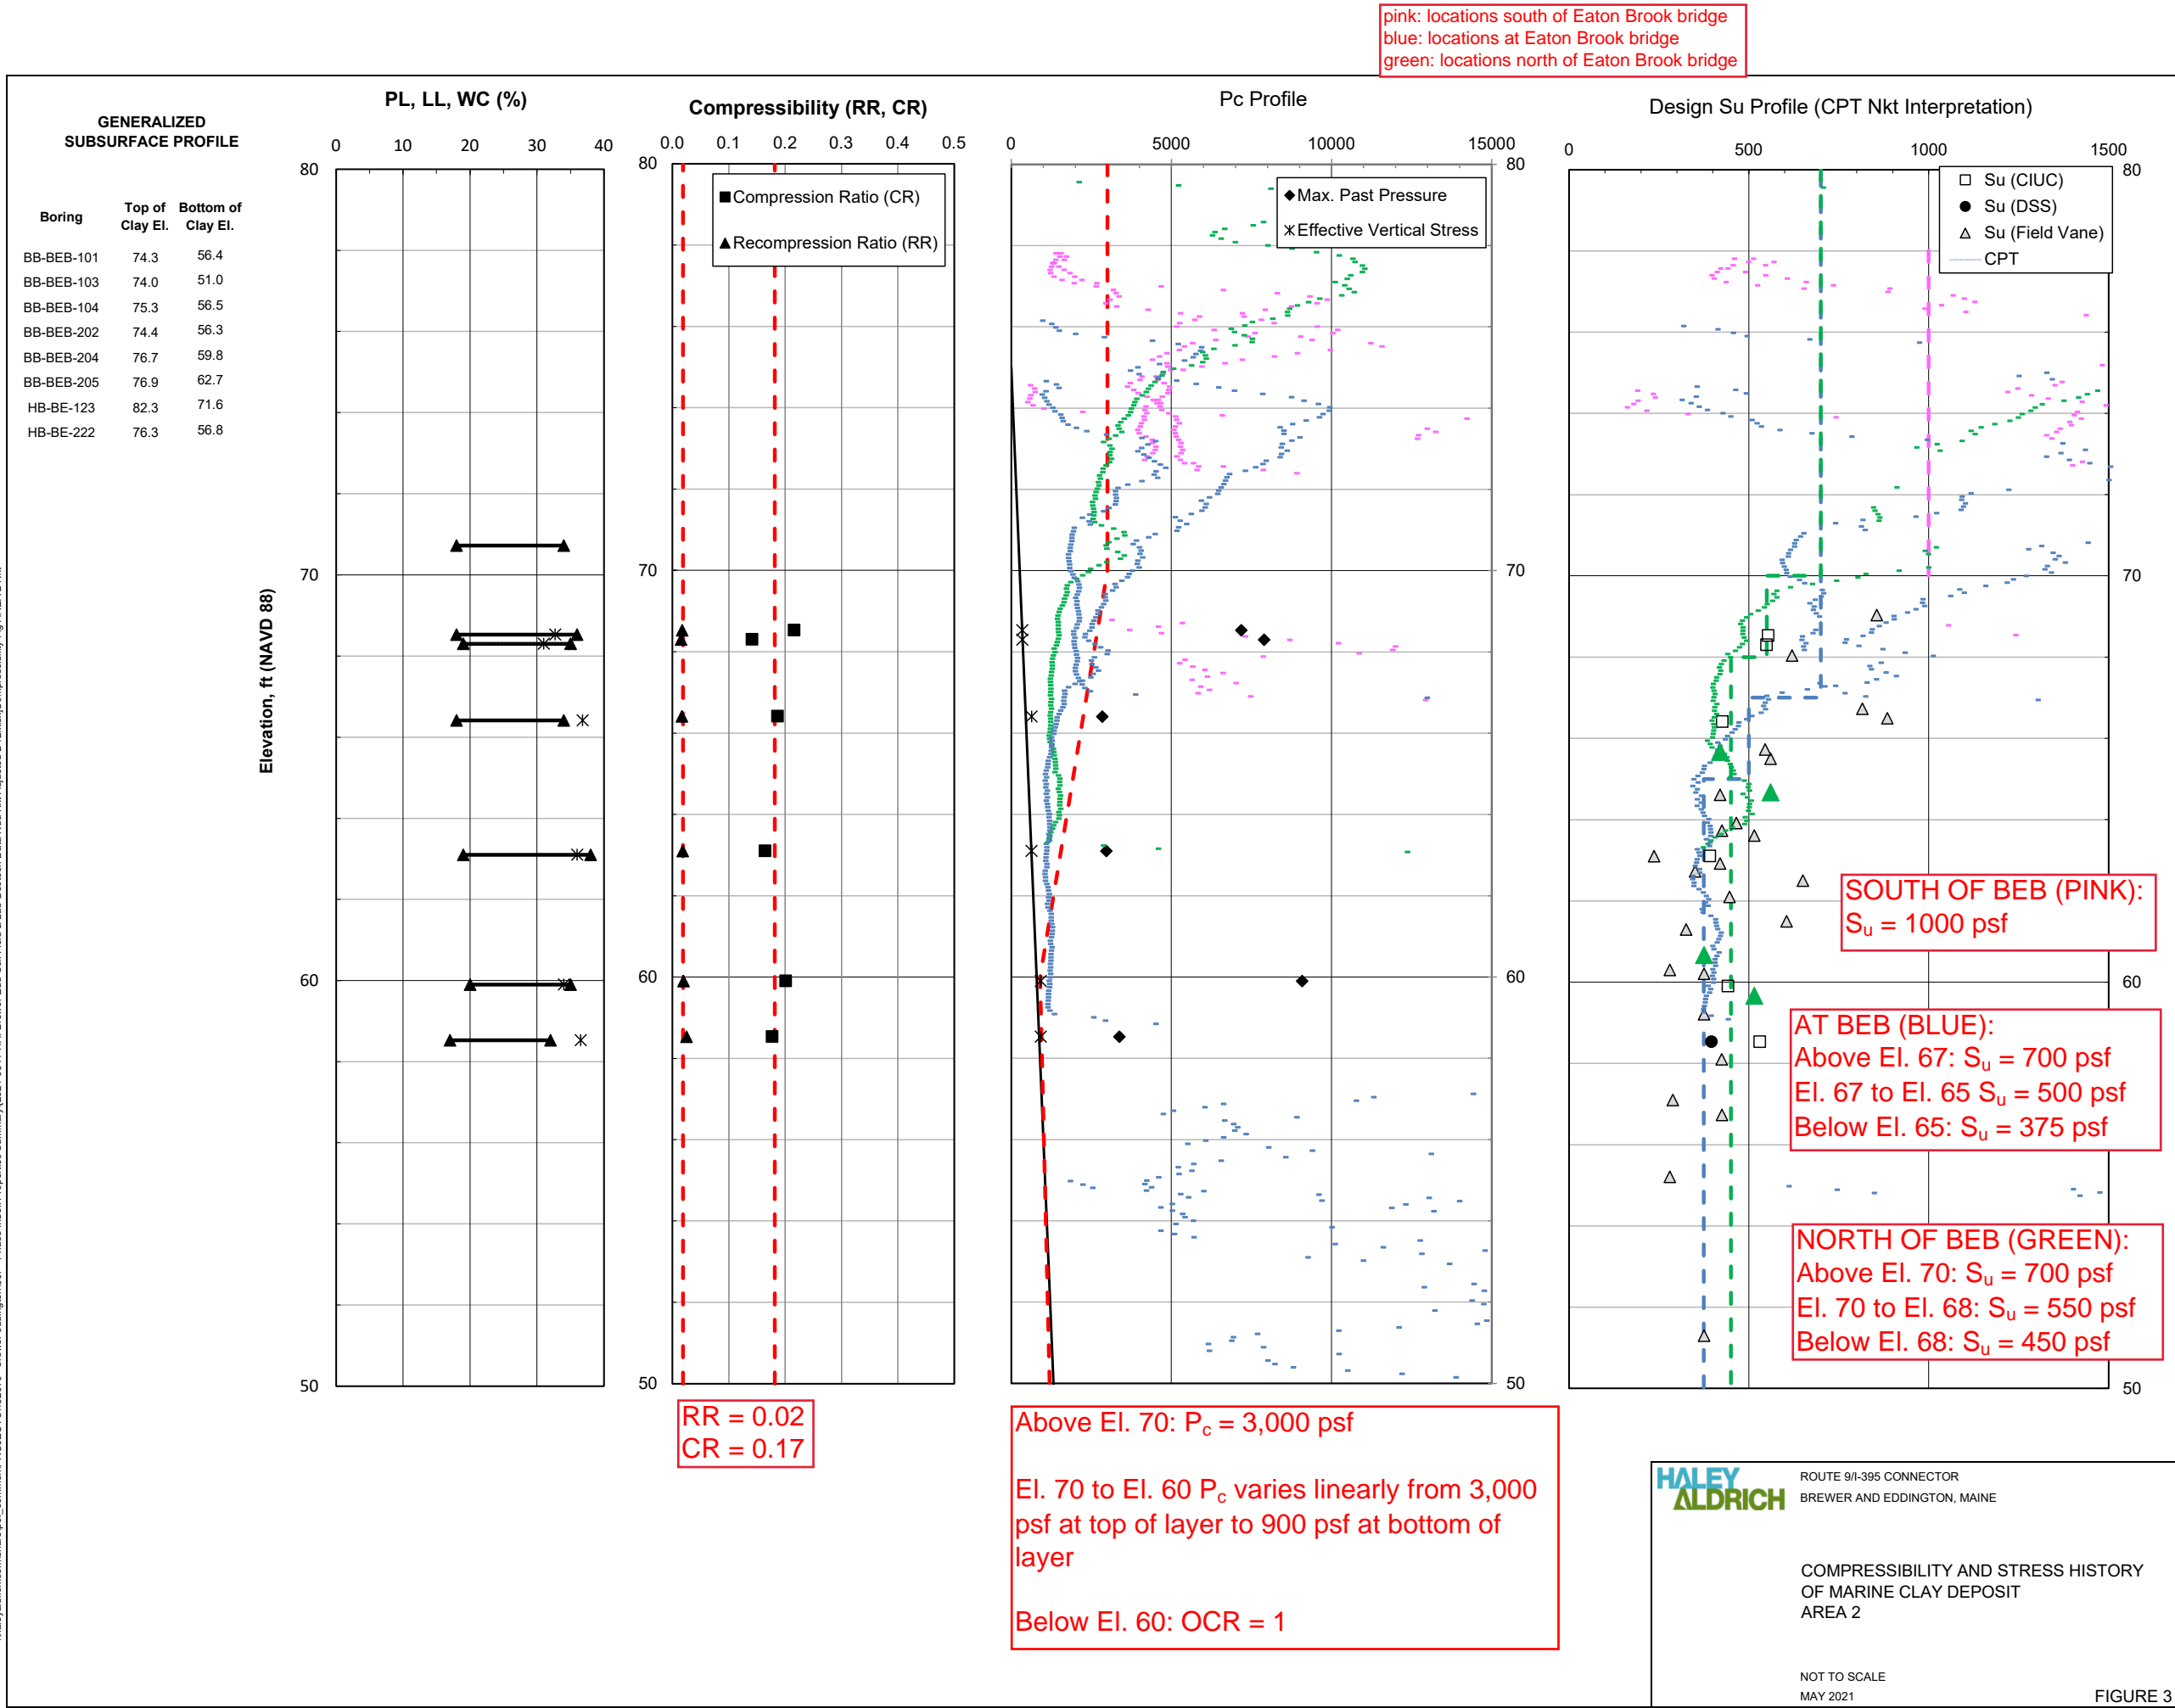 pink: locations south of Eaton Brook bridge
blue: locations at Eaton Brook bridge
green: locations north of Eaton Brook bridge
GENERALIZED
SUBSURFACE PROFILE
Boring Top of Clay El. Bottom of Clay El.
BB-BEB-101 74.3 56.4
BB-BEB-103 74.0 51.0
BB-BEB-104 75.3 56.5
BB-BEB-202 74.4 56.3
BB-BEB-204 76.7 59.8
BB-BEB-205 76.9 62.7
HB-BE-123 82.3 71.6
HB-BE-222 76.3 56.8
Elevation, ft (NAVD 88)
PL, LL, WC (%)
0 10 20 30 40
80
70
60
50
Compressibility (RR, CR)
0.0 0.1 0.2 0.3 0.4 0.5
80
70
60
50
Compression Ratio (CR)
Recompression Ratio (RR)
RR = 0.02
CR = 0.17
Pc Profile
0 5000 10000 15000
80
70
60
50
Max. Past Pressure
Effective Vertical Stress
Above El. 70: Pc = 3,000 psf
El. 70 to El. 60 Pc varies linearly from 3,000
psf at top of layer to 900 psf at bottom of
layer
Below El. 60: OCR = 1
Design Su Profile (CPT Nkt Interpretation)
0 500 1000 1500
80
70
60
50
Su (CIUC)
Su (DSS)
Su (Field Vane)
CPT
SOUTH OF BEB (PINK):
Su = 1000 psf
AT BEB (BLUE):
Above El. 67: Su = 700 psf
El. 67 to El. 65 Su = 500 psf
Below El. 65: Su = 375 psf
NORTH OF BEB (GREEN):
Above El. 70: Su = 700 psf
El. 70 to El. 68: Su = 550 psf
Below El. 68: Su = 450 psf
HALEY
ALDRICH
ROUTE 9/I-395 CONNECTOR
BREWER AND EDDINGTON, MAINE
COMPRESSIBILITY AND STRESS HISTORY
OF MARINE CLAY DEPOSIT
AREA 2
NOT TO SCALE
MAY 2021
FIGURE 3